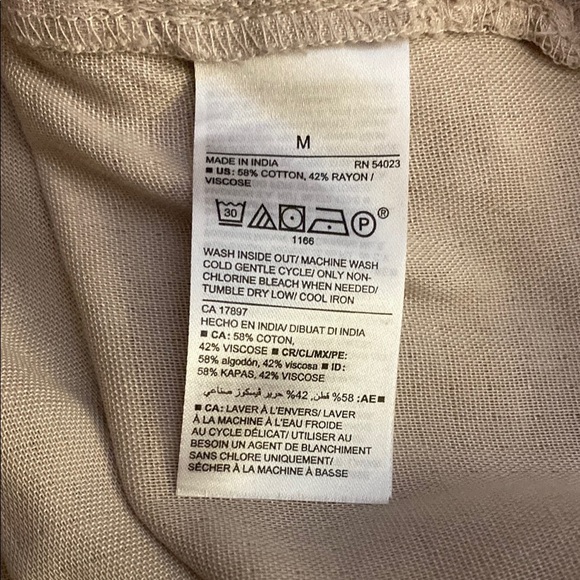 M
MADE IN INDIA RN 54023
■ US: 58% COTTON, 42% RAYON /
VISCOSE
30 P ®
1166
WASH INSIDE OUT/ MACHINE WASH
COLD GENTLE CYCLE/ ONLY NON-
CHLORINE BLEACH WHEN NEEDED/
TUMBLE DRY LOW/ COOL IRON
CA 17897
HECHO EN INDIA/ DIBUAT DI INDIA
■ CA: 58% COTON,
42% VISCOSE ■ CR/CL/MX/PE:
58% algodón, 42% viscosa ■ ID:
58% KAPAS, 42% VISCOSE
■AE: 58% قطن, 42% حرير فيسكوز صناعي
■ CA: LAVER À L'ENVERS/ LAVER
À LA MACHINE À L'EAU FROIDE
AU CYCLE DÉLICAT/ UTILISER AU
BESOIN UN AGENT DE BLANCHIMENT
SANS CHLORE UNIQUEMENT/
SÉCHER À LA MACHINE À BASSE